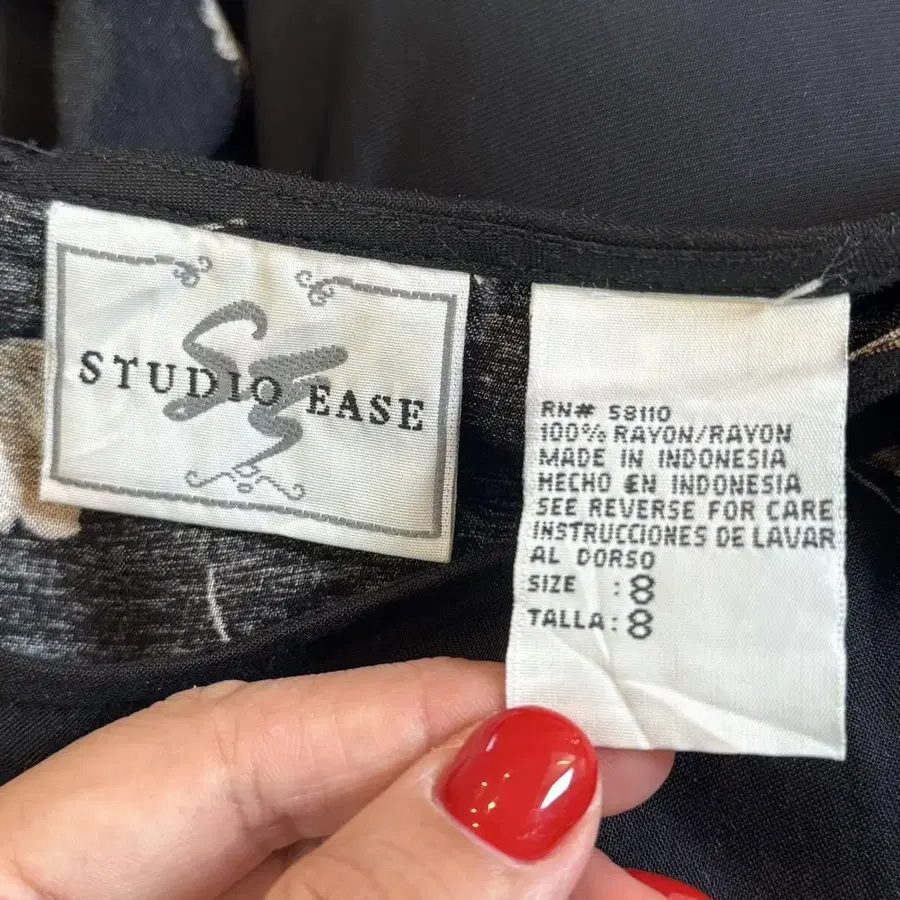 SE
STUDIO EASE
RN# 58110
100% RAYON/RAYON
MADE IN INDONESIA
HECHO EN INDONESIA
SEE REVERSE FOR CARE
INSTRUCCIONES DE LAVAR
AL DORSO
SIZE : 8
TALLA: 8